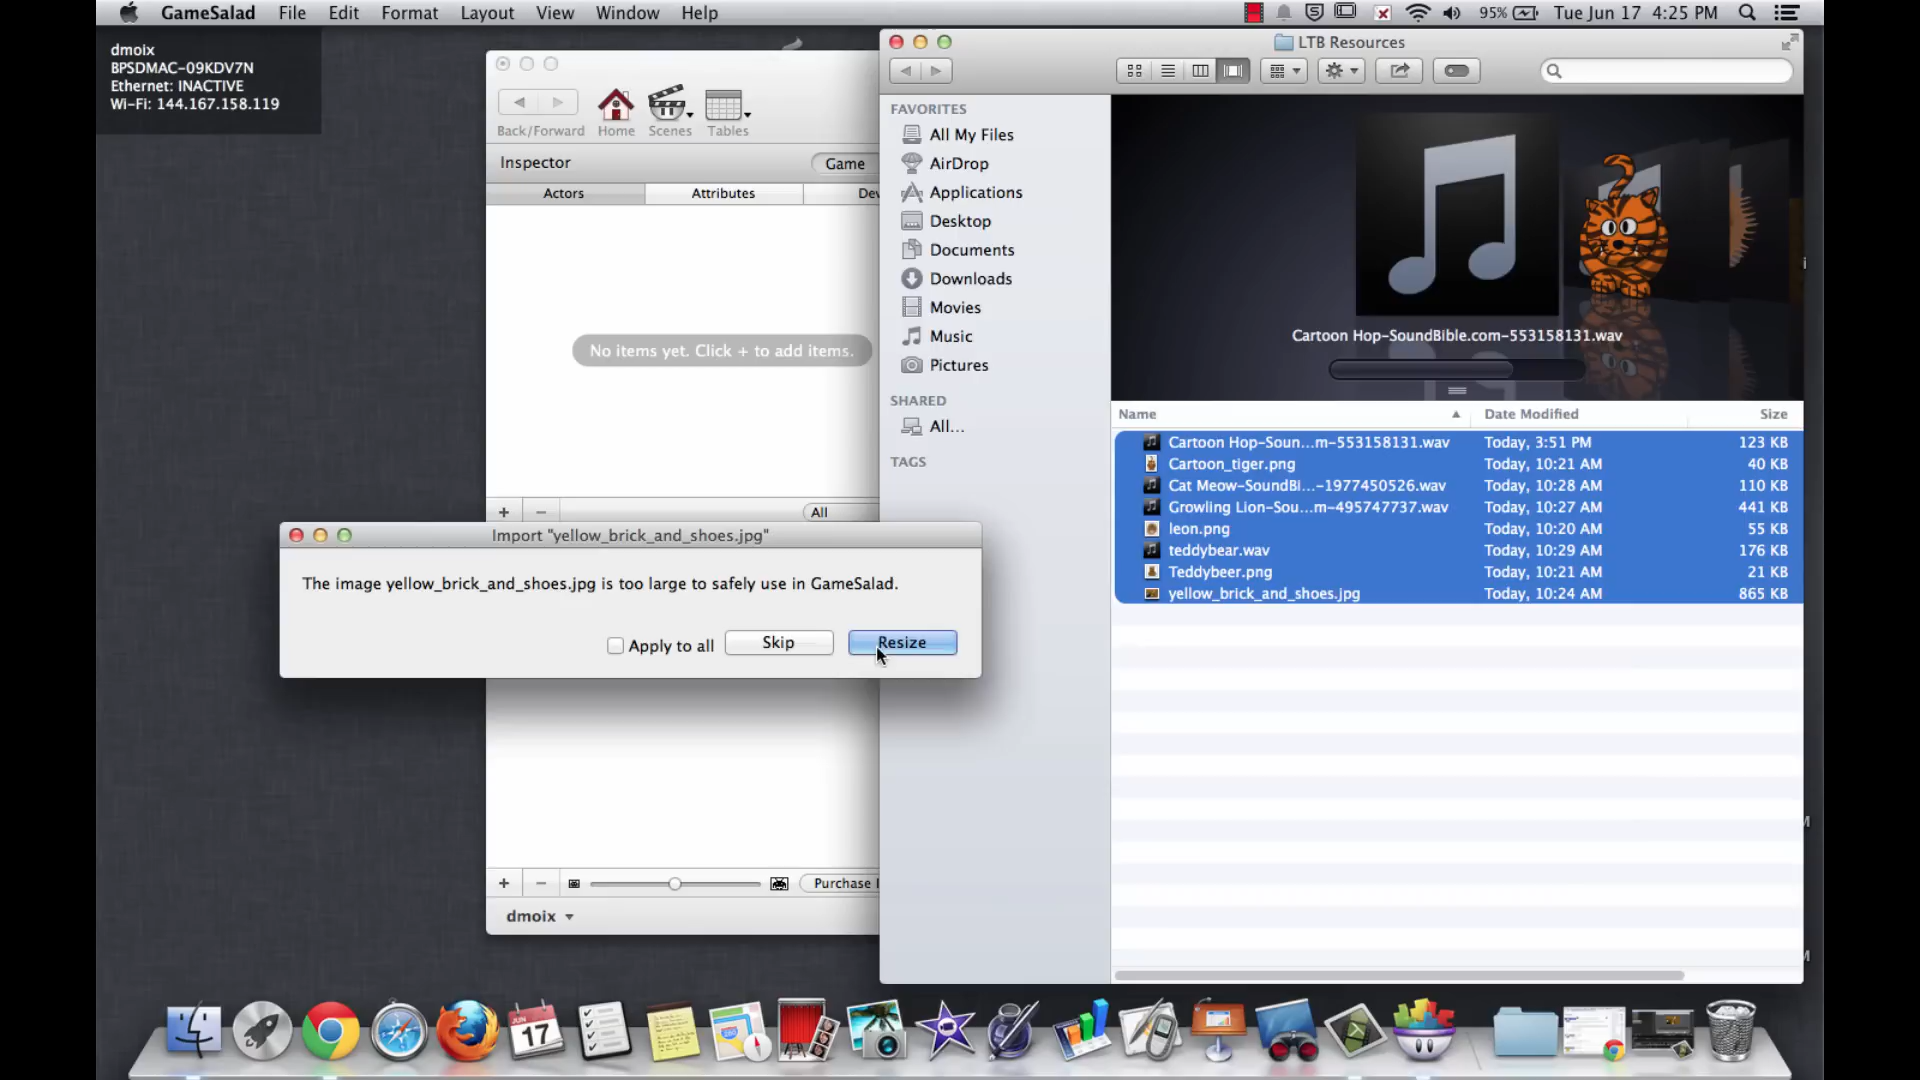 GameSalad File Edit Format Layout View Window Help 95% Tue Jun 17 4:25 PM
dmoix
BPSDMAC-09KDV7N
Ethernet: INACTIVE
Wi-Fi: 144.167.158.119
Back/Forward Home Scenes Tables
Inspector Game
Actors Attributes Dev
No items yet. Click + to add items.
+ − All
Import "yellow_brick_and_shoes.jpg"
The image yellow_brick_and_shoes.jpg is too large to safely use in GameSalad.
Apply to all Skip Resize
+ − Purchase
dmoix
LTB Resources
FAVORITES
All My Files
AirDrop
Applications
Desktop
Documents
Downloads
Movies
Music
Pictures
SHARED
All...
TAGS
Cartoon Hop-SoundBible.com-553158131.wav
Name Date Modified Size
Cartoon Hop-Soun...m-553158131.wav Today, 3:51 PM 123 KB
Cartoon_tiger.png Today, 10:21 AM 40 KB
Cat Meow-SoundBi...-1977450526.wav Today, 10:28 AM 110 KB
Growling Lion-Sou...m-495747737.wav Today, 10:27 AM 441 KB
leon.png Today, 10:20 AM 55 KB
teddybear.wav Today, 10:29 AM 176 KB
Teddybeer.png Today, 10:21 AM 21 KB
yellow_brick_and_shoes.jpg Today, 10:24 AM 865 KB
JUN
17